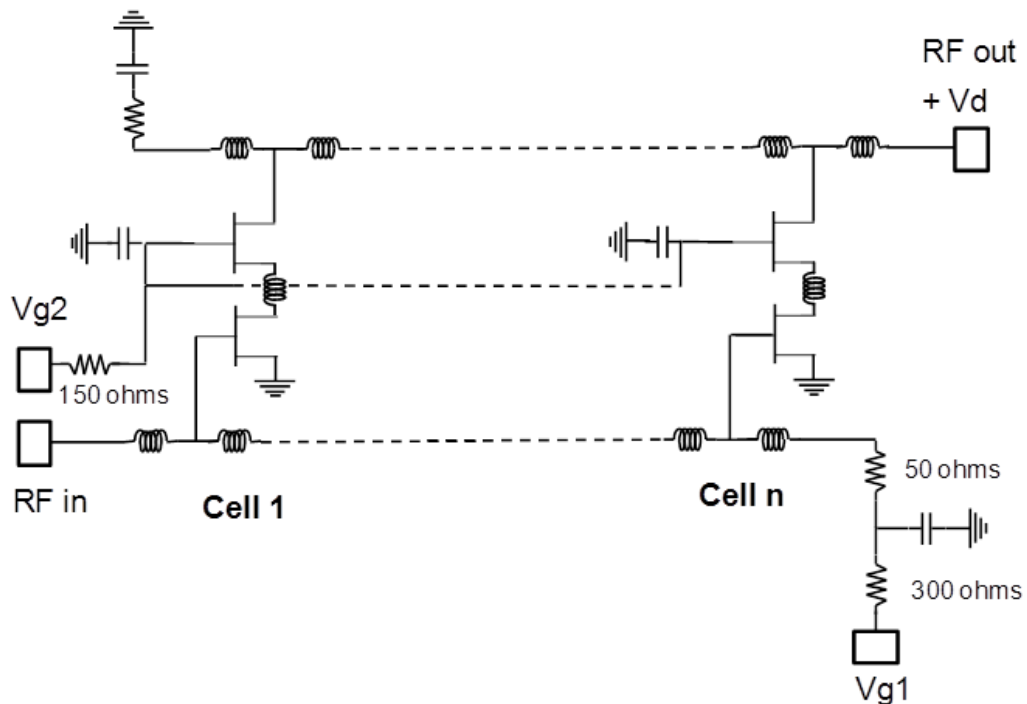 RF out
+ Vd
Vg2
150 ohms
RF in
Cell 1
Cell n
50 ohms
300 ohms
Vg1